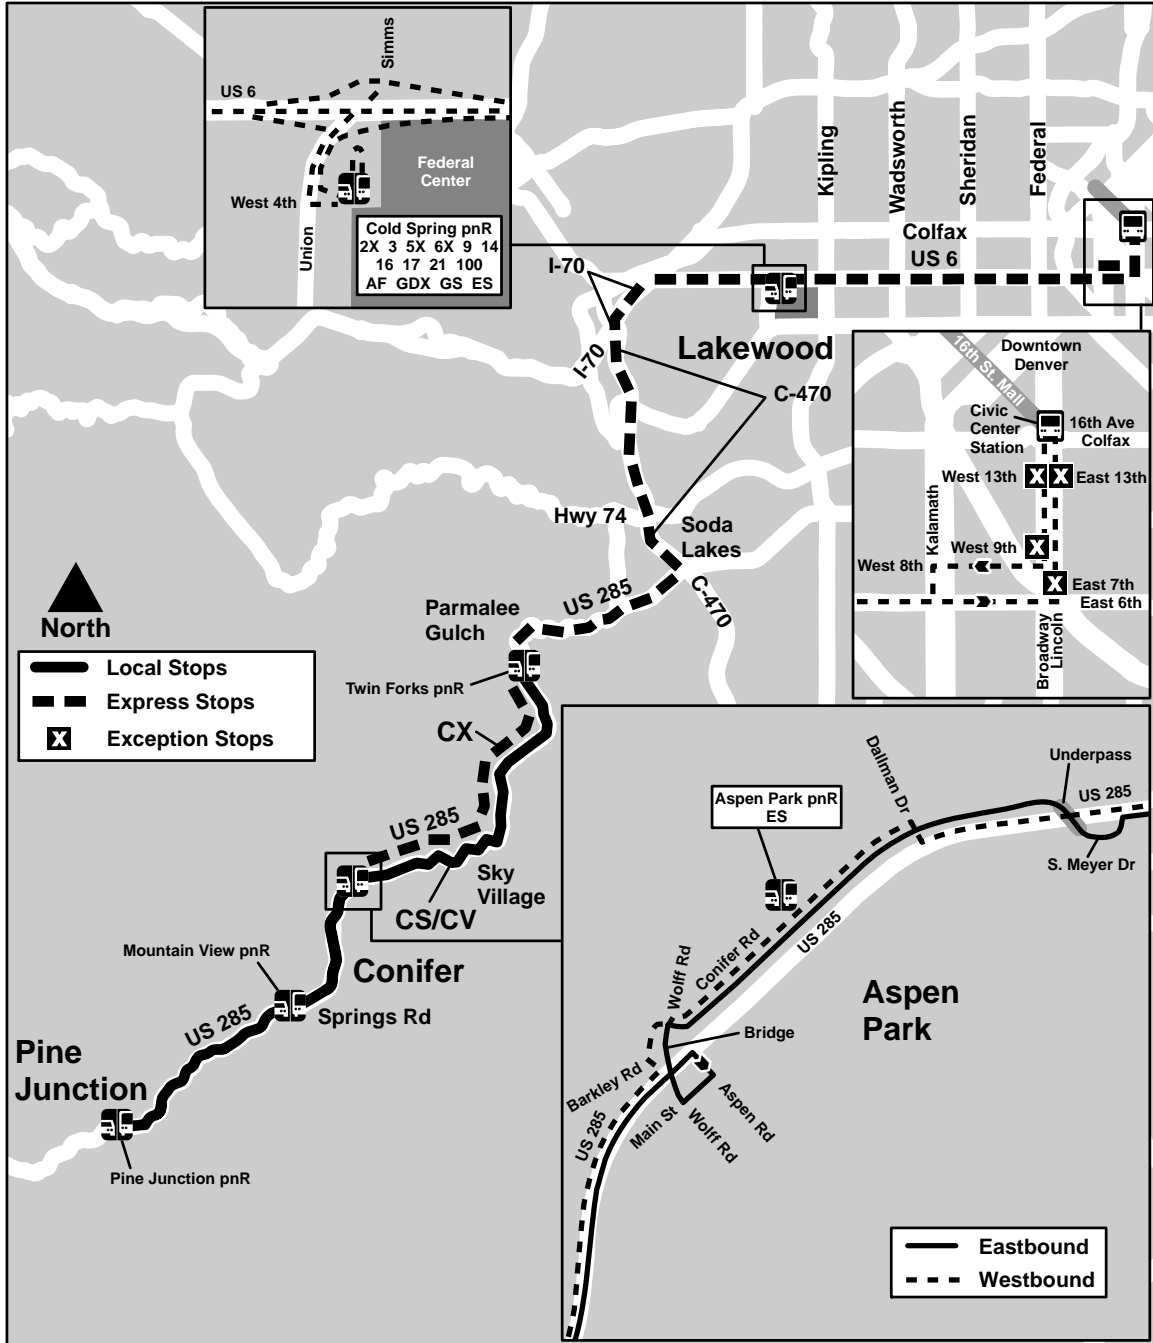 Simms
US 6
Federal
Center
West 4th
Union
Cold Spring pnR
2X 3 5X 6X 9 14
16 17 21 100
AF GDX GS ES
Kipling
Wadsworth
Sheridan
Federal
Colfax
US 6
I-70
I-70
Lakewood
C-470
Hwy 74
Soda
Lakes
C-470
US 285
Parmalee
Gulch
Twin Forks pnR
North
Local Stops
Express Stops
X Exception Stops
CX
US 285
Sky
Village
CS/CV
Mountain View pnR
Conifer
Springs Rd
US 285
Pine
Junction
Pine Junction pnR
Downtown
Denver
16th St. Mall
Civic
Center
Station
16th Ave
Colfax
West 13th
X
X
East 13th
Kalamath
West 9th
X
West 8th
X
East 7th
East 6th
Broadway
Lincoln
Underpass
US 285
Dallman Dr
S. Meyer Dr
Aspen Park pnR
ES
US 285
Conifer Rd
Wolff Rd
Aspen
Park
Bridge
Barkley Rd
Aspen Rd
Main St
Wolff Rd
US 285
Eastbound
Westbound